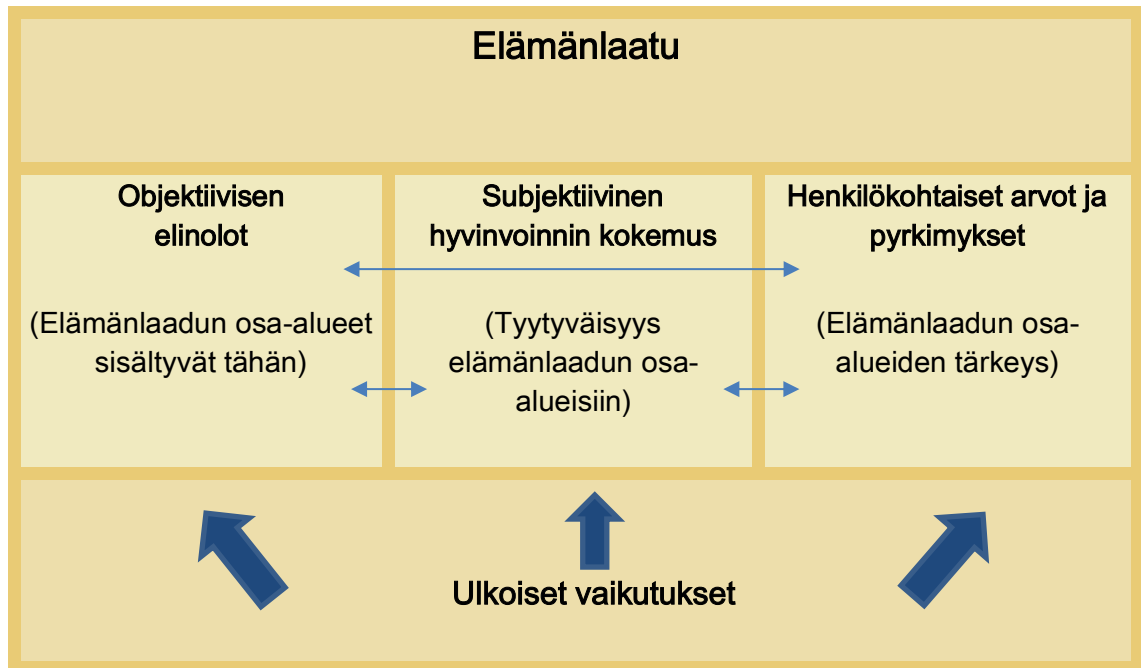 Elämänlaatu
Objektiivisen
elinolot
(Elämänlaadun osa-alueet
sisältyvät tähän)
Subjektiivinen
hyvinvoinnin kokemus
(Tyytyväisyys
elämänlaadun osa-
alueisiin)
Henkilökohtaiset arvot ja
pyrkimykset
(Elämänlaadun osa-
alueiden tärkeys)
Ulkoiset vaikutukset